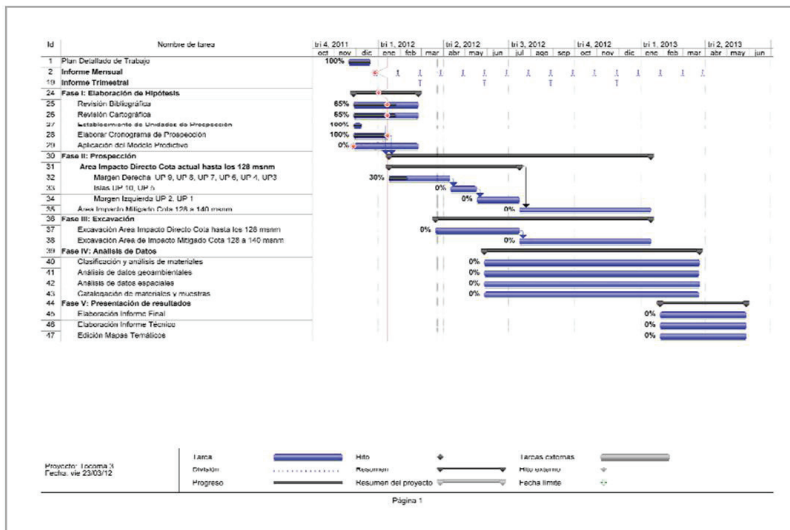 Id Nombre de tarea tri 4, 2011 tri 1, 2012 tri 2, 2012 tri 3, 2012 tri 4, 2012 tri 1, 2013 tri 2, 2013
oct nov dic ene feb mar abr may jun jul ago sep oct nov dic ene feb mar abr may jun
1 Plan Detallado de Trabajo 100%
2 Informe Mensual
19 Informe Trimestral
24 Fase I: Elaboración de Hipótesis
25 Revisión Bibliográfica 65%
26 Revisión Cartográfica 65%
27 Establecimiento de Unidades de Prospección 100%
28 Elaborar Cronograma de Prospección 100%
29 Aplicación del Modelo Predictivo 0%
30 Fase II: Prospección
31 Area Impacto Directo Cota actual hasta los 128 msnm
32 Margen Derecha UP 9, UP 8, UP 7, UP 6, UP 4, UP3 30%
33 Islas UP 10, UP 5 0%
34 Margen Izquierda UP 2, UP 1 0%
35 Área Impacto Mitigado Cota 128 a 140 msnm 0%
36 Fase III: Excavación
37 Excavación Area Impacto Directo Cota hasta los 128 msnm 0%
38 Excavación Area de Impacto Mitigado Cota 128 a 140 msnm 0%
39 Fase IV: Análisis de Datos
40 Clasificación y análisis de materiales 0%
41 Análisis de datos geoambientales 0%
42 Análisis de datos espaciales 0%
43 Catalogación de materiales y muestras 0%
44 Fase V: Presentación de resultados
45 Elaboración Informe Final 0%
46 Elaboración Informe Técnico 0%
47 Edición Mapas Temáticos 0%
Proyecto: Tocoma 3
Fecha: vie 23/03/12
Tarea Hito Tareas externas
División Resumen Hito externo
Progreso Resumen del proyecto Fecha límite
Página 1